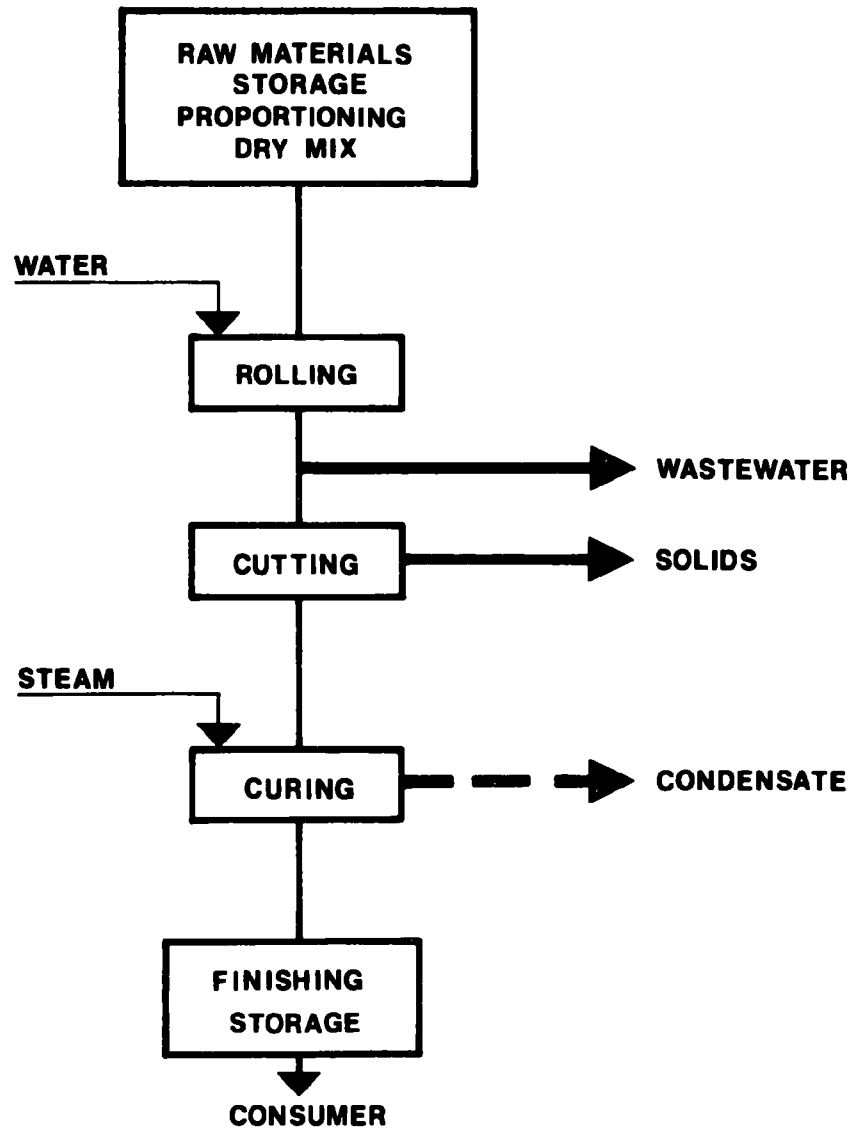 RAW MATERIALS
STORAGE
PROPORTIONING
DRY MIX
WATER
ROLLING
WASTEWATER
CUTTING
SOLIDS
STEAM
CURING
CONDENSATE
FINISHING
STORAGE
CONSUMER